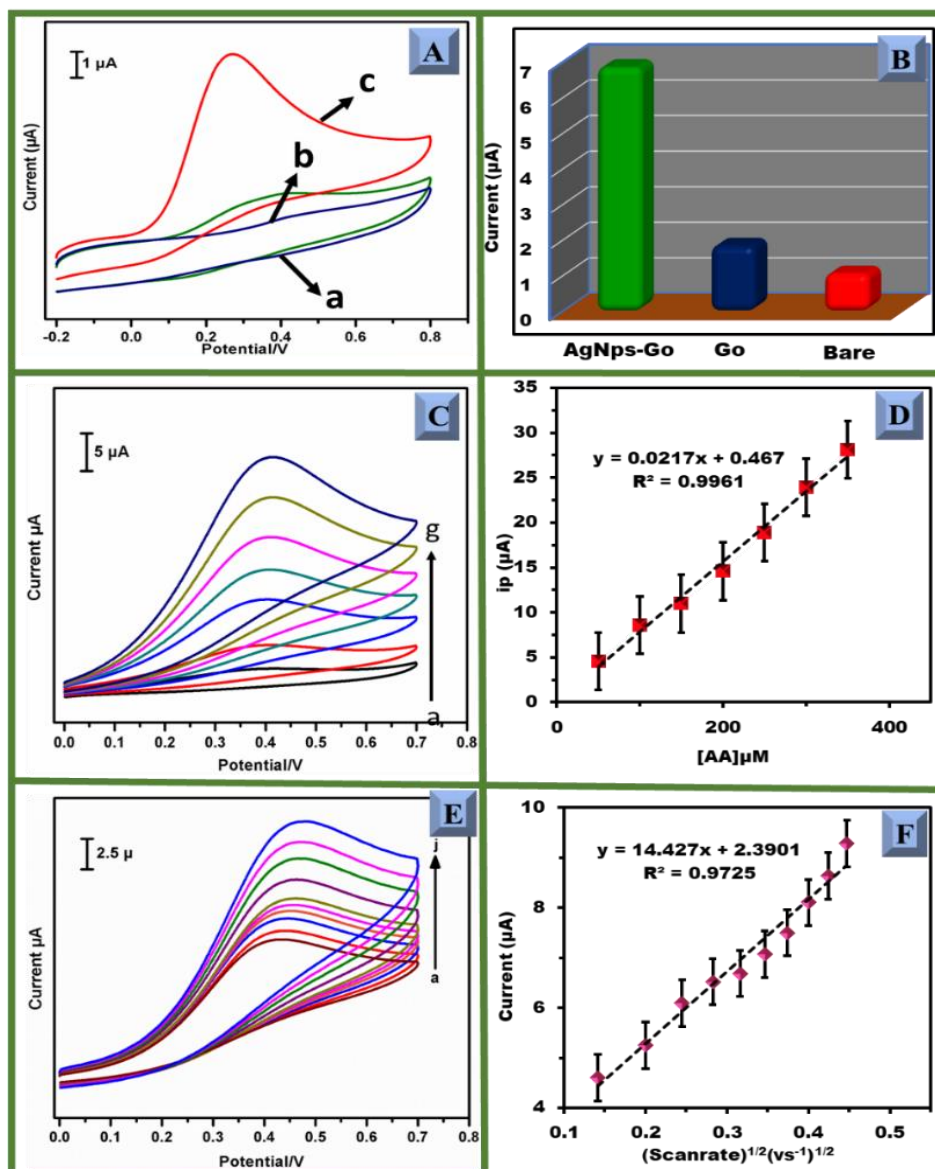 A
1 µA
c
b
a
Current (µA)
-0.2 0.0 0.2 0.4 0.6 0.8
Potential/V
B
Current (µA)
7
6
5
4
3
2
1
0
AgNps-Go Go Bare
C
5 µA
g
a
Current µA
0.0 0.1 0.2 0.3 0.4 0.5 0.6 0.7 0.8
Potential/V
D
y = 0.0217x + 0.467
R² = 0.9961
ip (µA)
35
30
25
20
15
10
5
0
0 200 400
[AA]µM
E
2.5 µ
j
a
Current µA
0.0 0.1 0.2 0.3 0.4 0.5 0.6 0.7 0.8
Potential/V
F
y = 14.427x + 2.3901
R² = 0.9725
Current (µA)
10
8
6
4
0.1 0.2 0.3 0.4 0.5
(Scanrate)¹/²(vs⁻¹)¹/²